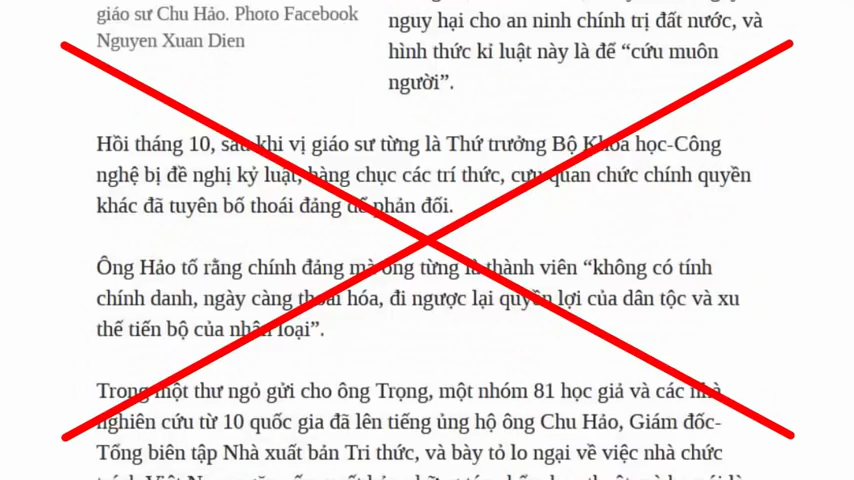 giáo sư Chu Hảo. Photo Facebook
Nguyen Xuan Dien
nguy hại cho an ninh chính trị đất nước, và
hình thức kỉ luật này là để “cứu muôn
người”.
Hồi tháng 10, sau khi vị giáo sư từng là Thứ trưởng Bộ Khoa học-Công
nghệ bị đề nghị kỷ luật, hàng chục các trí thức, cựu quan chức chính quyền
khác đã tuyên bố thoái đảng để phản đối.
Ông Hảo tố rằng chính đảng mà ông từng là thành viên “không có tính
chính danh, ngày càng thoái hóa, đi ngược lại quyền lợi của dân tộc và xu
thế tiến bộ của nhân loại”.
Trong một thư ngỏ gửi cho ông Trọng, một nhóm 81 học giả và các nhà
nghiên cứu từ 10 quốc gia đã lên tiếng ủng hộ ông Chu Hảo, Giám đốc-
Tổng biên tập Nhà xuất bản Tri thức, và bày tỏ lo ngại về việc nhà chức